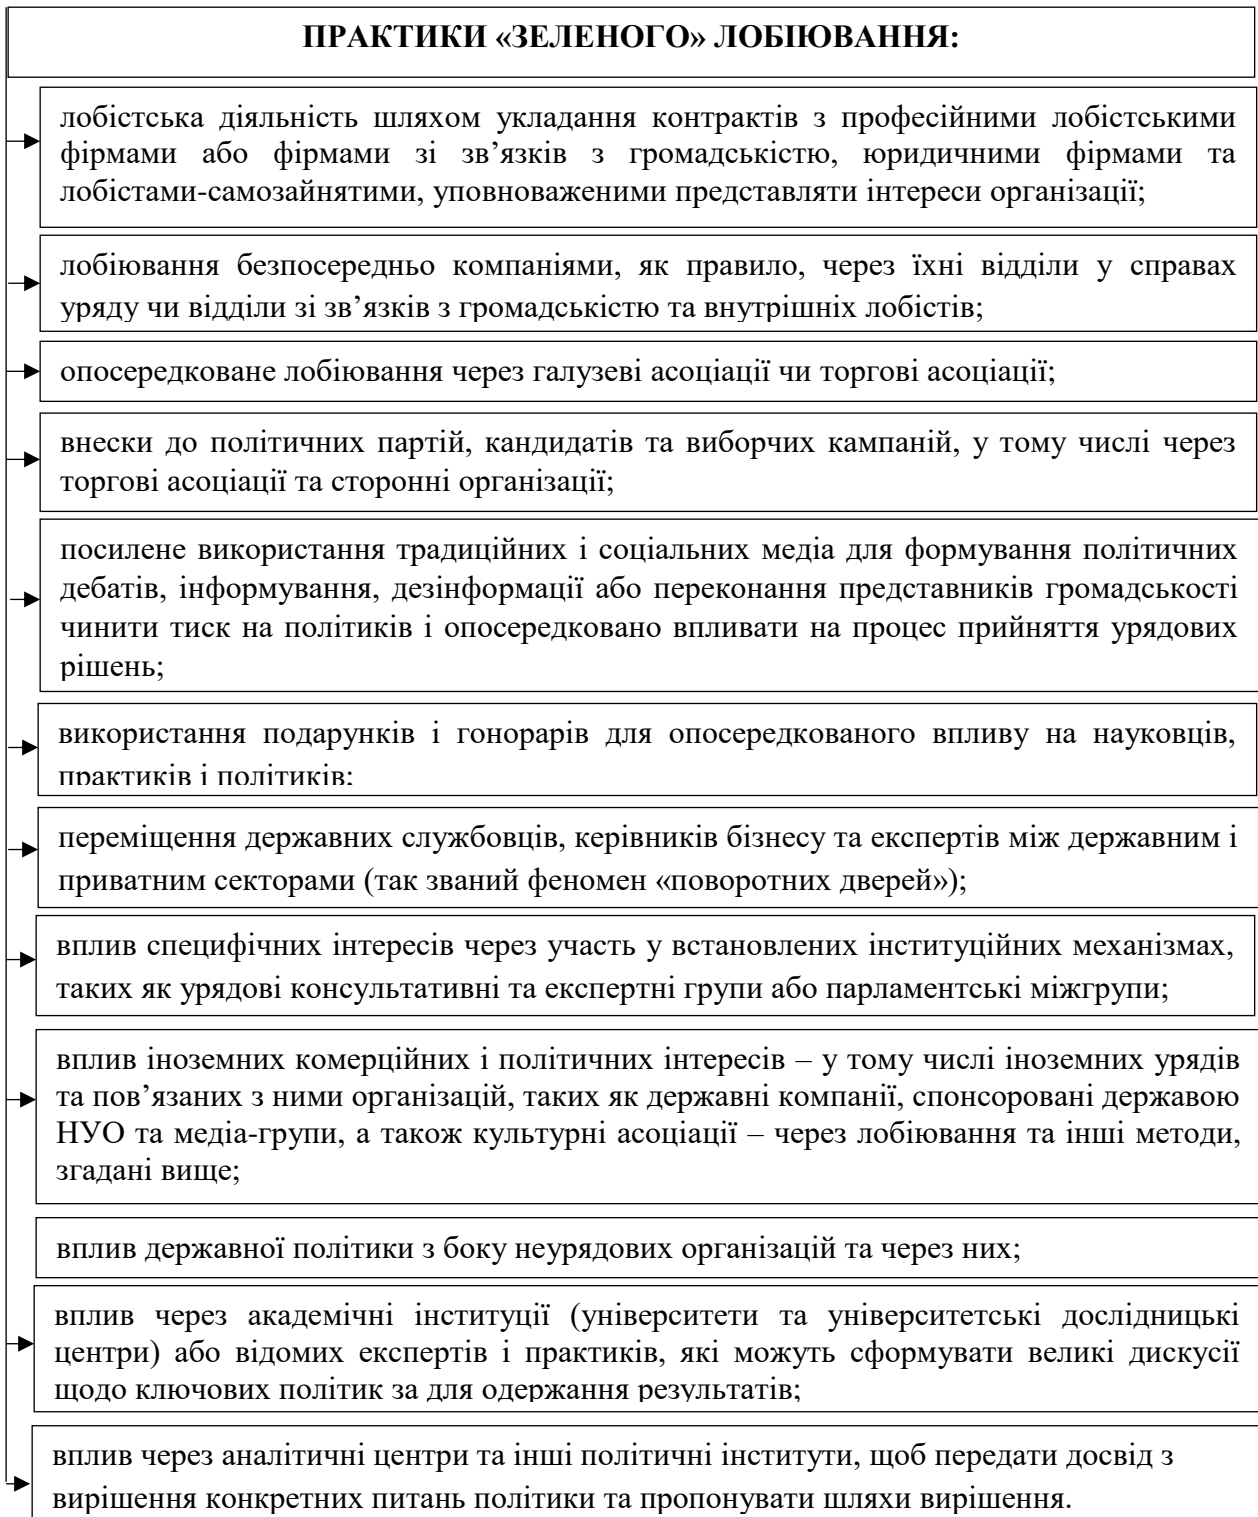 ПРАКТИКИ «ЗЕЛЕНОГО» ЛОБІЮВАННЯ:
лобістська діяльність шляхом укладання контрактів з професійними лобістськими
фірмами або фірмами зі зв’язків з громадськістю, юридичними фірмами та
лобістами-самозайнятими, уповноваженими представляти інтереси організації;
лобіювання безпосередньо компаніями, як правило, через їхні відділи у справах
уряду чи відділи зі зв’язків з громадськістю та внутрішніх лобістів;
опосередковане лобіювання через галузеві асоціації чи торгові асоціації;
внески до політичних партій, кандидатів та виборчих кампаній, у тому числі через
торгові асоціації та сторонні організації;
посилене використання традиційних і соціальних медіа для формування політичних
дебатів, інформування, дезінформації або переконання представників громадськості
чинити тиск на політиків і опосередковано впливати на процес прийняття урядових
рішень;
використання подарунків і гонорарів для опосередкованого впливу на науковців,
практиків і політиків;
переміщення державних службовців, керівників бізнесу та експертів між державним і
приватним секторами (так званий феномен «поворотних дверей»);
вплив специфічних інтересів через участь у встановлених інституційних механізмах,
таких як урядові консультативні та експертні групи або парламентські міжгрупи;
вплив іноземних комерційних і політичних інтересів – у тому числі іноземних урядів
та пов’язаних з ними організацій, таких як державні компанії, спонсоровані державою
НУО та медіа-групи, а також культурні асоціації – через лобіювання та інші методи,
згадані вище;
вплив державної політики з боку неурядових організацій та через них;
вплив через академічні інституції (університети та університетські дослідницькі
центри) або відомих експертів і практиків, які можуть сформувати великі дискусії
щодо ключових політик за для одержання результатів;
вплив через аналітичні центри та інші політичні інститути, щоб передати досвід з
вирішення конкретних питань політики та пропонувати шляхи вирішення.